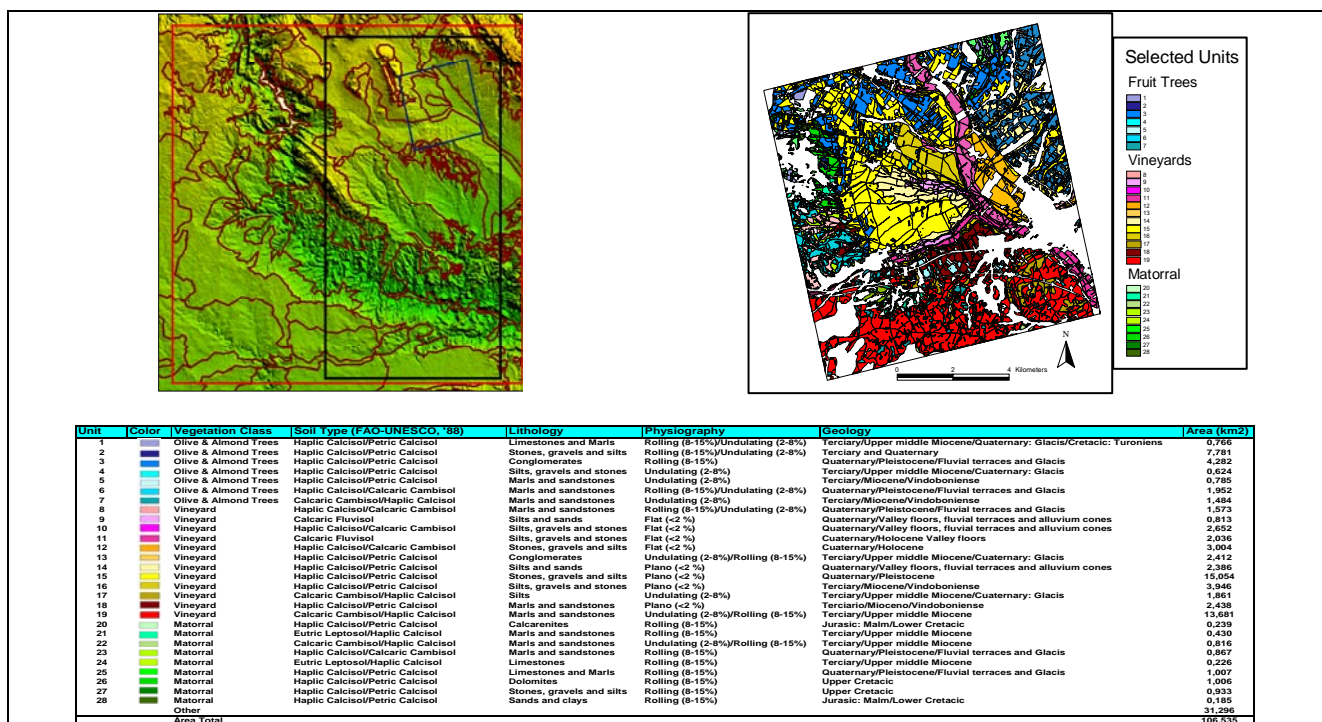 Selected Units
Fruit Trees
1
2
3
4
5
6
7
Vineyards
8
9
10
11
12
13
14
15
16
17
18
19
Matorral
20
21
22
23
24
25
26
27
28
N
0 2 4 Kilometers
Unit Color Vegetation Class Soil Type (FAO-UNESCO, '88) Lithology Physiography Geology Area (km2)
1 Olive & Almond Trees Haplic Calcisol/Petric Calcisol Limestones and Marls Rolling (8-15%)/Undulating (2-8%) Terciary/Upper middle Miocene/Quaternary: Glacis/Cretacic: Turoniens 0,766
2 Olive & Almond Trees Haplic Calcisol/Petric Calcisol Stones, gravels and silts Rolling (8-15%)/Undulating (2-8%) Terciary and Quaternary 7,781
3 Olive & Almond Trees Haplic Calcisol/Petric Calcisol Conglomerates Rolling (8-15%) Quaternary/Pleistocene/Fluvial terraces and Glacis 4,282
4 Olive & Almond Trees Haplic Calcisol/Petric Calcisol Silts, gravels and stones Undulating (2-8%) Terciary/Upper middle Miocene/Cuaternary: Glacis 0,624
5 Olive & Almond Trees Haplic Calcisol/Petric Calcisol Marls and sandstones Undulating (2-8%) Terciary/Miocene/Vindoboniense 0,785
6 Olive & Almond Trees Haplic Calcisol/Calcaric Cambisol Marls and sandstones Rolling (8-15%)/Undulating (2-8%) Quaternary/Pleistocene/Fluvial terraces and Glacis 1,952
7 Olive & Almond Trees Calcaric Cambisol/Haplic Calcisol Marls and sandstones Undulating (2-8%) Terciary/Miocene/Vindoboniense 1,484
8 Vineyard Haplic Calcisol/Calcaric Cambisol Marls and sandstones Rolling (8-15%)/Undulating (2-8%) Quaternary/Pleistocene/Fluvial terraces and Glacis 1,573
9 Vineyard Calcaric Fluvisol Silts and sands Flat (<2 %) Quaternary/Valley floors, fluvial terraces and alluvium cones 0,813
10 Vineyard Haplic Calcisol/Calcaric Cambisol Silts, gravels and stones Flat (<2 %) Quaternary/Valley floors, fluvial terraces and alluvium cones 2,652
11 Vineyard Calcaric Fluvisol Silts, gravels and stones Flat (<2 %) Cuaternary/Holocene Valley floors 2,036
12 Vineyard Haplic Calcisol/Calcaric Cambisol Stones, gravels and silts Flat (<2 %) Cuaternary/Holocene 3,004
13 Vineyard Haplic Calcisol/Petric Calcisol Conglomerates Undulating (2-8%)/Rolling (8-15%) Terciary/Upper middle Miocene/Cuaternary: Glacis 2,412
14 Vineyard Haplic Calcisol/Petric Calcisol Silts and sands Plano (<2 %) Quaternary/Valley floors, fluvial terraces and alluvium cones 2,386
15 Vineyard Haplic Calcisol/Petric Calcisol Stones, gravels and silts Plano (<2 %) Quaternary/Pleistocene 15,054
16 Vineyard Haplic Calcisol/Petric Calcisol Silts, gravels and stones Plano (<2 %) Terciary/Miocene/Vindoboniense 3,946
17 Vineyard Calcaric Cambisol/Haplic Calcisol Silts Undulating (2-8%) Terciary/Upper middle Miocene/Cuaternary: Glacis 1,861
18 Vineyard Haplic Calcisol/Petric Calcisol Marls and sandstones Plano (<2 %) Terciario/Mioceno/Vindoboniense 2,438
19 Vineyard Calcaric Cambisol/Haplic Calcisol Marls and sandstones Undulating (2-8%)/Rolling (8-15%) Terciary/Upper middle Miocene 13,681
20 Matorral Haplic Calcisol/Petric Calcisol Calcarenites Rolling (8-15%) Jurasic: Malm/Lower Cretacic 0,239
21 Matorral Eutric Leptosol/Haplic Calcisol Marls and sandstones Rolling (8-15%) Terciary/Upper middle Miocene 0,430
22 Matorral Calcaric Cambisol/Haplic Calcisol Marls and sandstones Undulating (2-8%)/Rolling (8-15%) Terciary/Upper middle Miocene 0,816
23 Matorral Haplic Calcisol/Calcaric Cambisol Marls and sandstones Rolling (8-15%) Quaternary/Pleistocene/Fluvial terraces and Glacis 0,867
24 Matorral Eutric Leptosol/Haplic Calcisol Limestones Rolling (8-15%) Terciary/Upper middle Miocene 0,226
25 Matorral Haplic Calcisol/Petric Calcisol Limestones and Marls Rolling (8-15%) Quaternary/Pleistocene/Fluvial terraces and Glacis 1,007
26 Matorral Haplic Calcisol/Petric Calcisol Dolomites Rolling (8-15%) Upper Cretacic 1,006
27 Matorral Haplic Calcisol/Petric Calcisol Stones, gravels and silts Rolling (8-15%) Upper Cretacic 0,933
28 Matorral Haplic Calcisol/Petric Calcisol Sands and clays Rolling (8-15%) Jurasic: Malm/Lower Cretacic 0,185
Other 31,296
Area Total 106,535